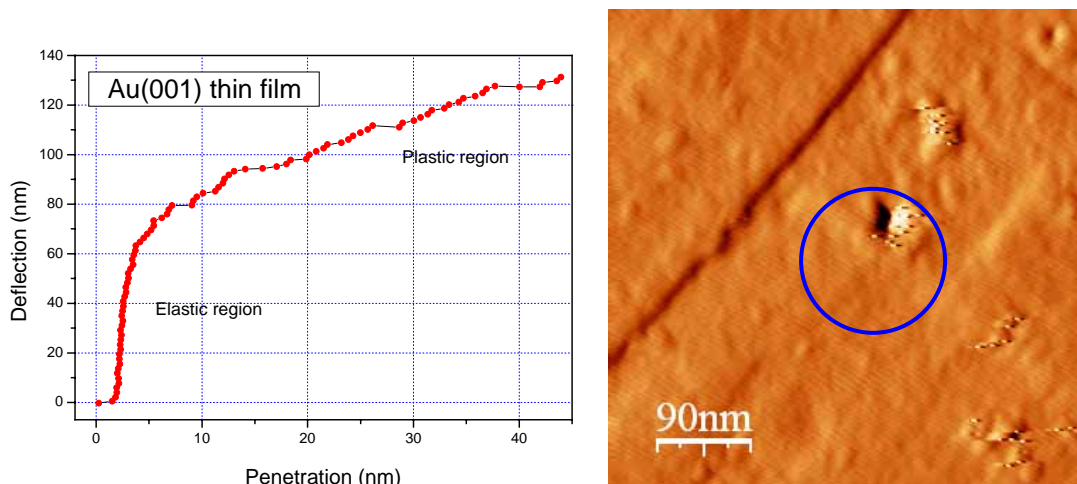 140
120
100
80
60
40
20
0
Deflection (nm)
Au(001) thin film
Plastic region
Elastic region
0 10 20 30 40
Penetration (nm)
90nm